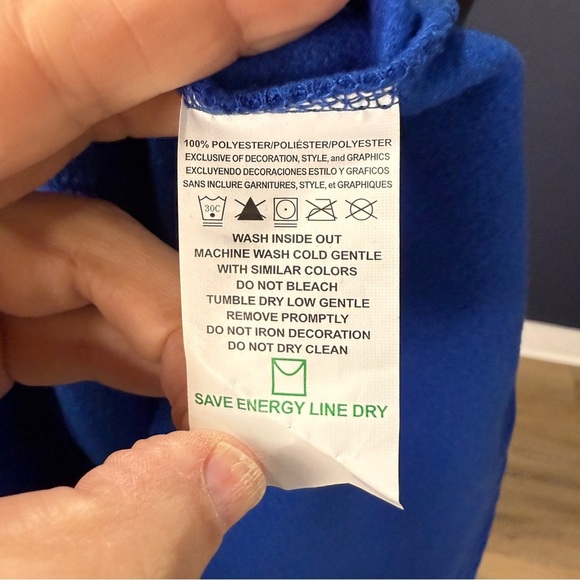 100% POLYESTER/POLIÉSTER/POLYESTER
EXCLUSIVE OF DECORATION, STYLE, and GRAPHICS
EXCLUYENDO DECORACIONES ESTILO Y GRAFICOS
SANS INCLURE GARNITURES, STYLE, et GRAPHIQUES
30C
WASH INSIDE OUT
MACHINE WASH COLD GENTLE
WITH SIMILAR COLORS
DO NOT BLEACH
TUMBLE DRY LOW GENTLE
REMOVE PROMPTLY
DO NOT IRON DECORATION
DO NOT DRY CLEAN
SAVE ENERGY LINE DRY